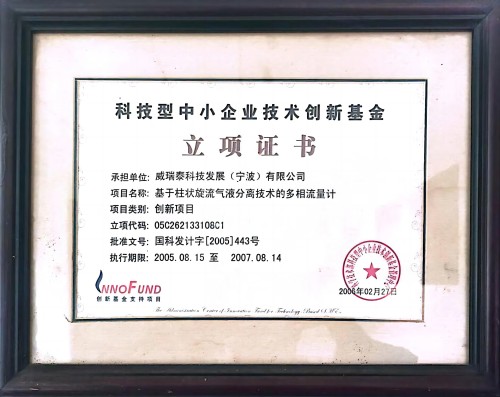 科技型中小企业技术创新基金
立项证书
承担单位: 威瑞泰科技发展（宁波）有限公司
项目名称: 基于柱状旋流气液分离技术的多相流量计
项目类别: 创新项目
立项代码: 05C262133108C1
批准文号: 国科发计字[2005]443号
执行期限: 2005.08.15 至 2007.08.14
INNOFUND
创新基金支持项目
2006年02月27日
The Administration Center of Innovation Fund for Technology Based SMEs